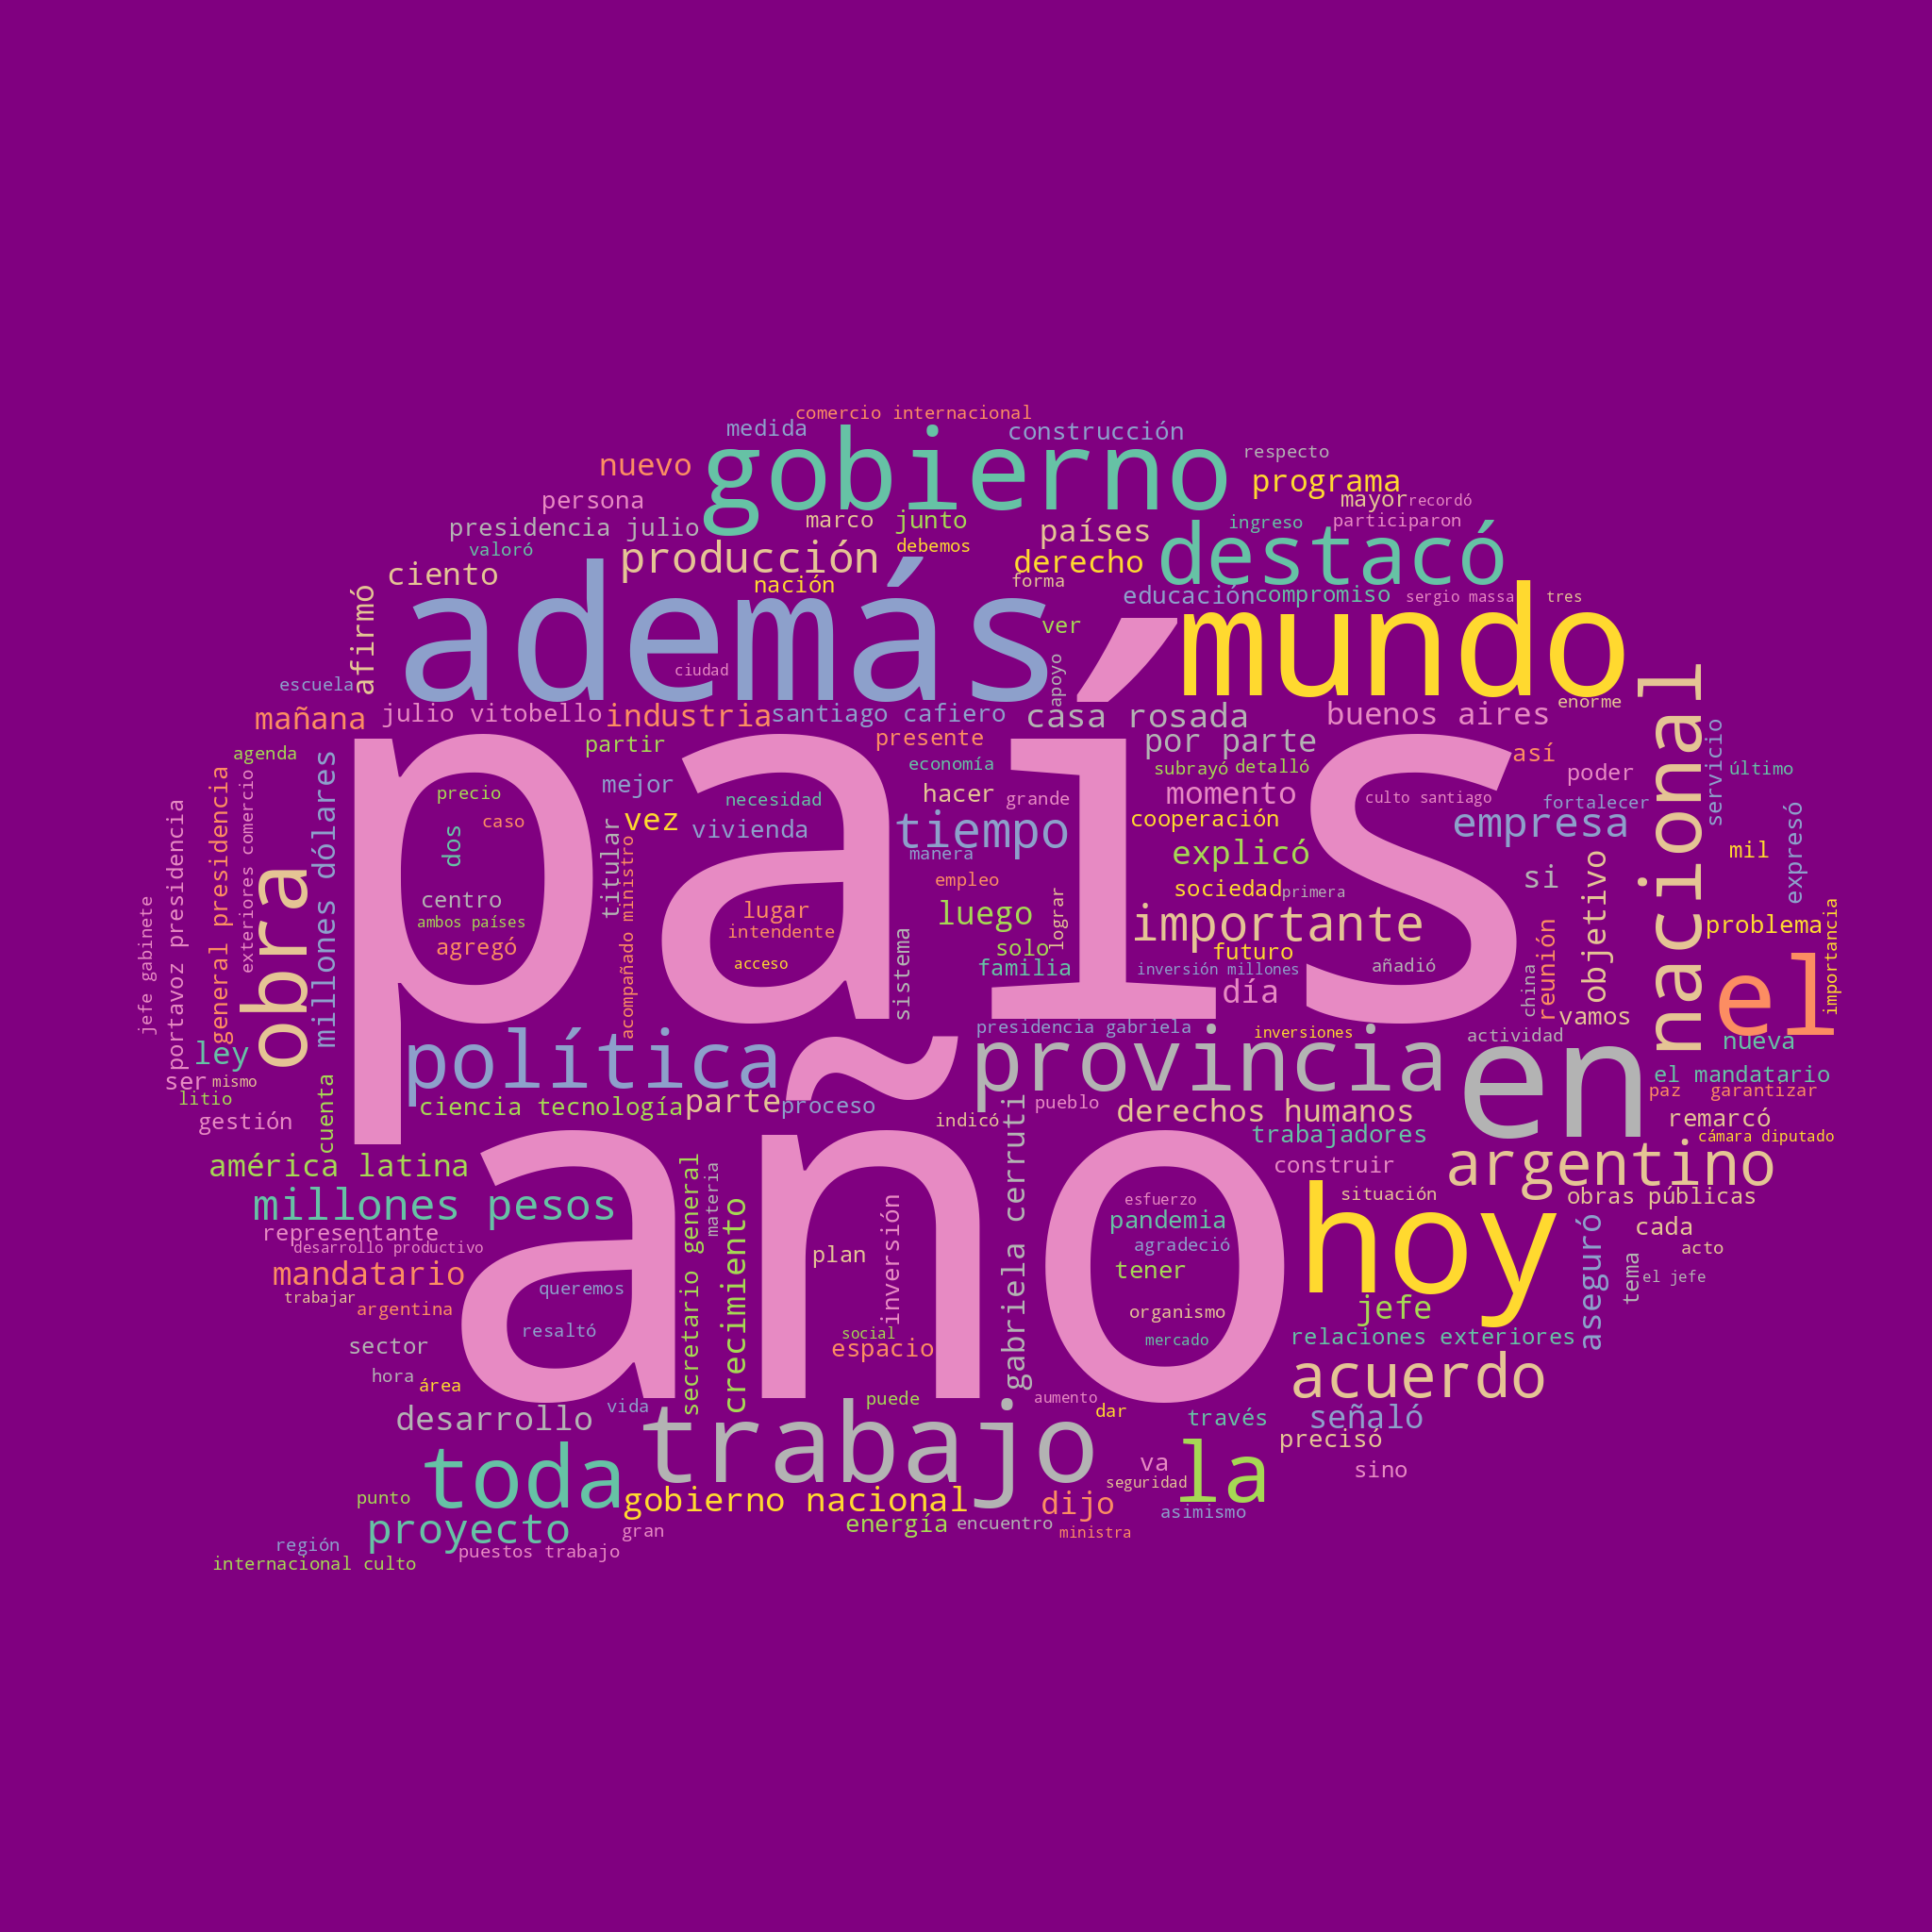 comercio internacional
medida
construcción
gobierno
respecto
nuevo
programa
persona
mayor
recordó
presidencia julio
marco
junto
países
ingreso
participaron
valoró
producción
debemos
derecho
destacó
ciento
nación
forma
afirmó
además
educación
compromiso
sergio massa
tres
ver
mundo
ciudad
apoyo
escuela
enorme
nacional
mañana
julio vitobello
industria
santiago cafiero
casa rosada
buenos aires
agenda
partir
presente
por parte
así
servicio
país
economía
subrayó
detalló
poder
último
millones dólares
general presidencia
exteriores comercio
portavoz presidencia
jefe gabinete
precio
mejor
necesidad
hacer
grande
momento
culto santiago
fortalecer
expresó
caso
vez
vivienda
tiempo
cooperación
empresa
dos
titular
acompañado ministro
manera
explicó
mil
obra
centro
empleo
sociedad
primera
si
objetivo
ambos países
lugar
luego
importante
problema
importancia
agregó
intendente
solo
lograr
futuro
reunión
acceso
sistema
familia
inversión millones
añadió
china
día
el
vamos
presidencia gabriela
inversiones
actividad
nueva
ley
política
provincia
en
ser
mismo
el mandatario
litio
cuenta
ciencia tecnología
parte
proceso
pueblo
derechos humanos
paz
garantizar
gestión
indicó
remarcó
trabajadores
cámara diputado
américa latina
año
gabriela cerruti
construir
argentino
millones pesos
secretario general
materia
esfuerzo
hoy
situación
obras públicas
representante
crecimiento
inversión
pandemia
aseguró
cada
desarrollo productivo
plan
agradeció
tema
acto
mandatario
tener
el jefe
queremos
trabajar
argentina
organismo
jefe
resaltó
social
mercado
relaciones exteriores
sector
espacio
hora
área
acuerdo
vida
puede
aumento
dar
desarrollo
trabajo
través
señaló
precisó
toda
va
la
sino
seguridad
punto
gobierno nacional
dijo
asimismo
proyecto
gran
energía
encuentro
ministra
región
puestos trabajo
internacional culto